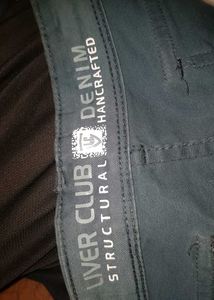 LIVER CLUB DENIM
STRUCTURAL HANDCRAFTED